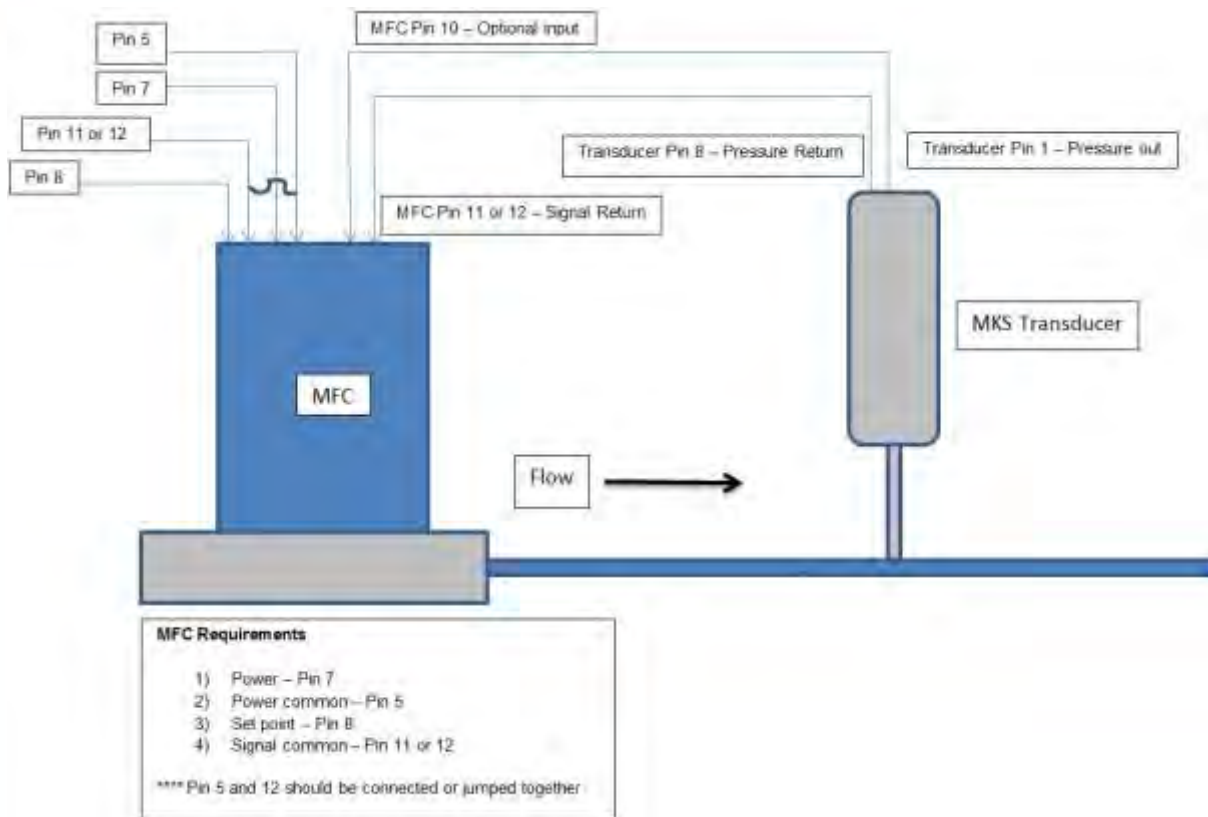 Pin 5
MFC Pin 10 – Optional input
Pin 7
Pin 11 or 12
Transducer Pin 8 – Pressure Return
Transducer Pin 1 – Pressure out
Pin 8
MFC Pin 11 or 12 – Signal Return
MKS Transducer
MFC
Flow
MFC Requirements
1) Power – Pin 7
2) Power common – Pin 5
3) Set point – Pin 8
4) Signal common – Pin 11 or 12
**** Pin 5 and 12 should be connected or jumped together